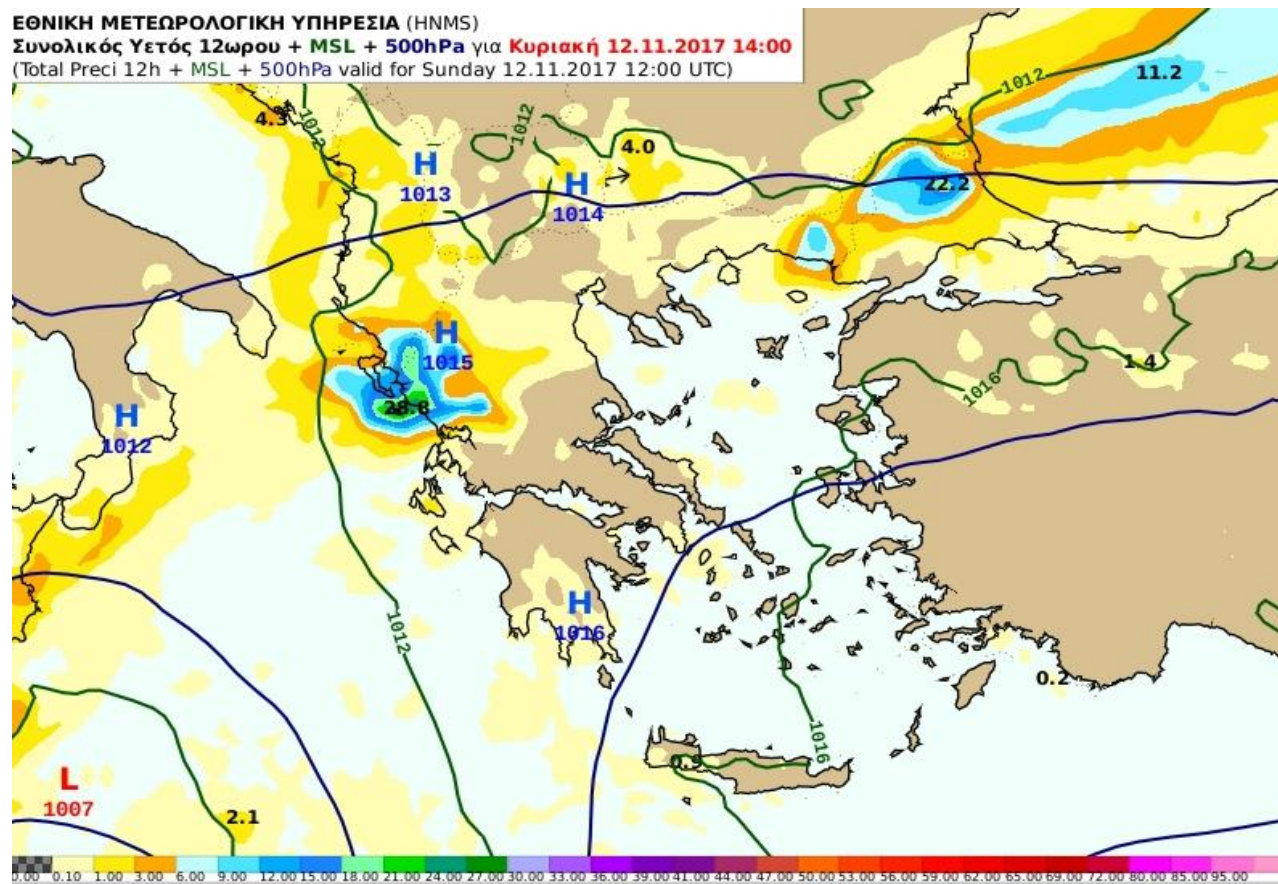 ΕΘΝΙΚΗ ΜΕΤΕΩΡΟΛΟΓΙΚΗ ΥΠΗΡΕΣΙΑ (HNMS)
Συνολικός Υετός 12ωρου + MSL + 500hPa για Κυριακή 12.11.2017 14:00
(Total Preci 12h + MSL + 500hPa valid for Sunday 12.11.2017 12:00 UTC)
11.2
1012
4.3
1012
1012
4.0
H
1013
H
1014
22.2
H
1015
1.4
1016
28.8
H
1012
H
1016
1012
0.2
1016
0.9
L
1007
2.1
0.00 0.10 1.00 3.00 6.00 9.00 12.00 15.00 18.00 21.00 24.00 27.00 30.00 33.00 36.00 39.00 41.00 44.00 47.00 50.00 53.00 56.00 59.00 62.00 65.00 69.00 72.00 80.00 85.00 95.00